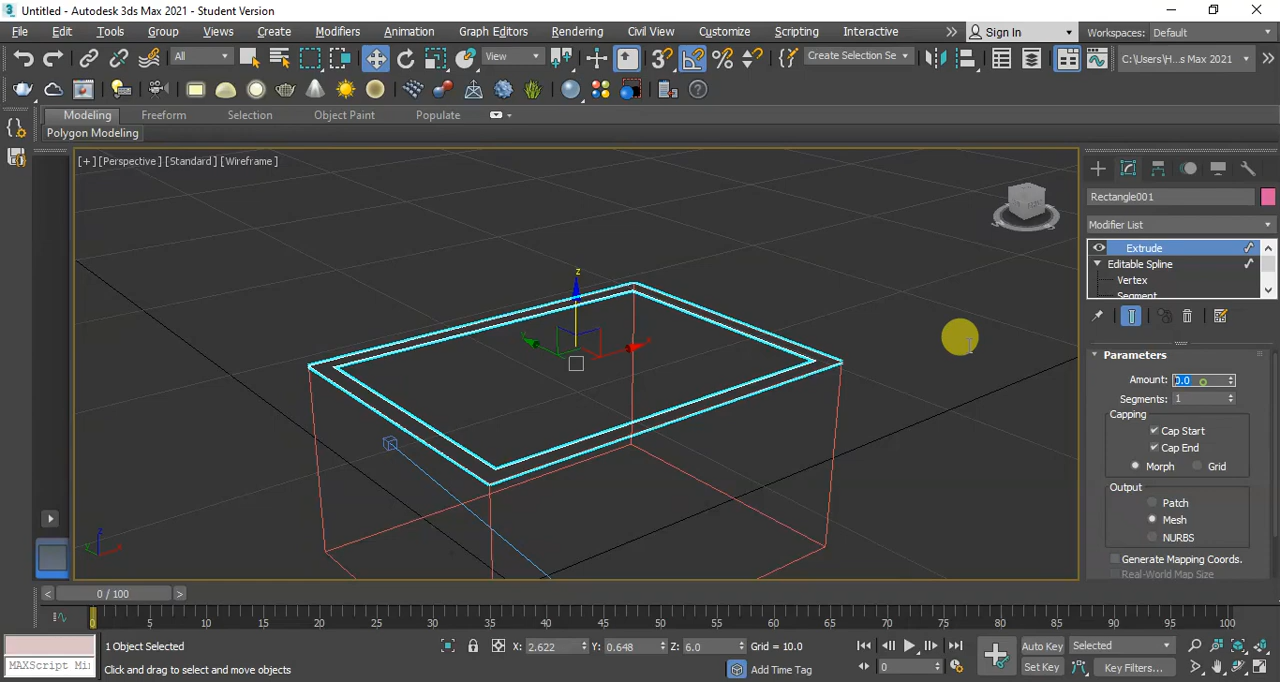 Untitled - Autodesk 3ds Max 2021 - Student Version
File Edit Tools Group Views Create Modifiers Animation Graph Editors Rendering Civil View Customize Scripting Interactive Sign In Workspaces: Default
All View Create Selection Se C:\Users\H...s Max 2021
Modeling Freeform Selection Object Paint Populate
Polygon Modeling
[+] [Perspective] [Standard] [Wireframe]
Rectangle001
Modifier List
Extrude
Editable Spline
Vertex
Segment
Parameters
Amount: 0.0
Segments: 1
Capping
Cap Start
Cap End
Morph Grid
Output
Patch
Mesh
NURBS
Generate Mapping Coords.
Real-World Map Size
z
x
z
x
0 / 100
0 5 10 15 20 25 30 35 40 45 50 55 60 65 70 75 80 85 90 95 100
1 Object Selected X: 2.622 Y: 0.648 Z: 6.0 Grid = 10.0 Auto Key Selected
MAXScript Mi Click and drag to select and move objects Add Time Tag 0 Set Key Key Filters...